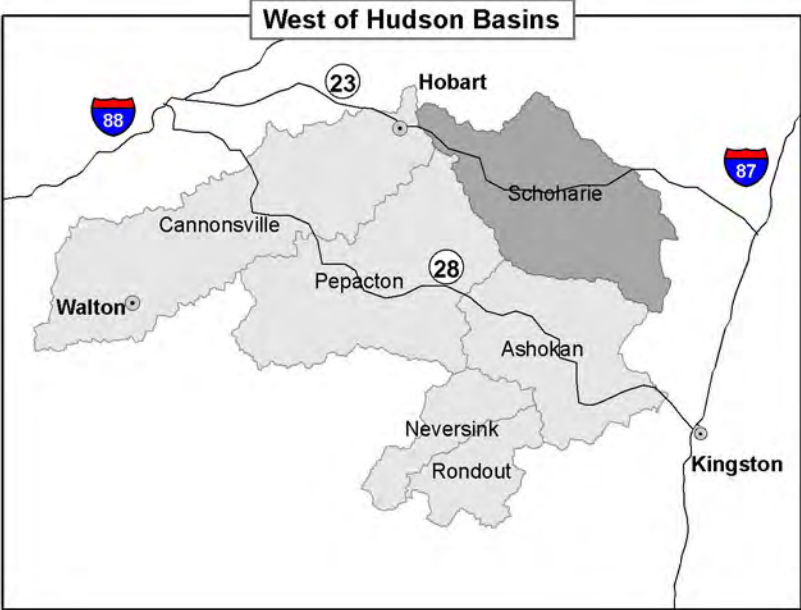 West of Hudson Basins
Hobart
23
88
87
Schoharie
Cannonsville
28
Pepacton
Walton
Ashokan
Neversink
Kingston
Rondout